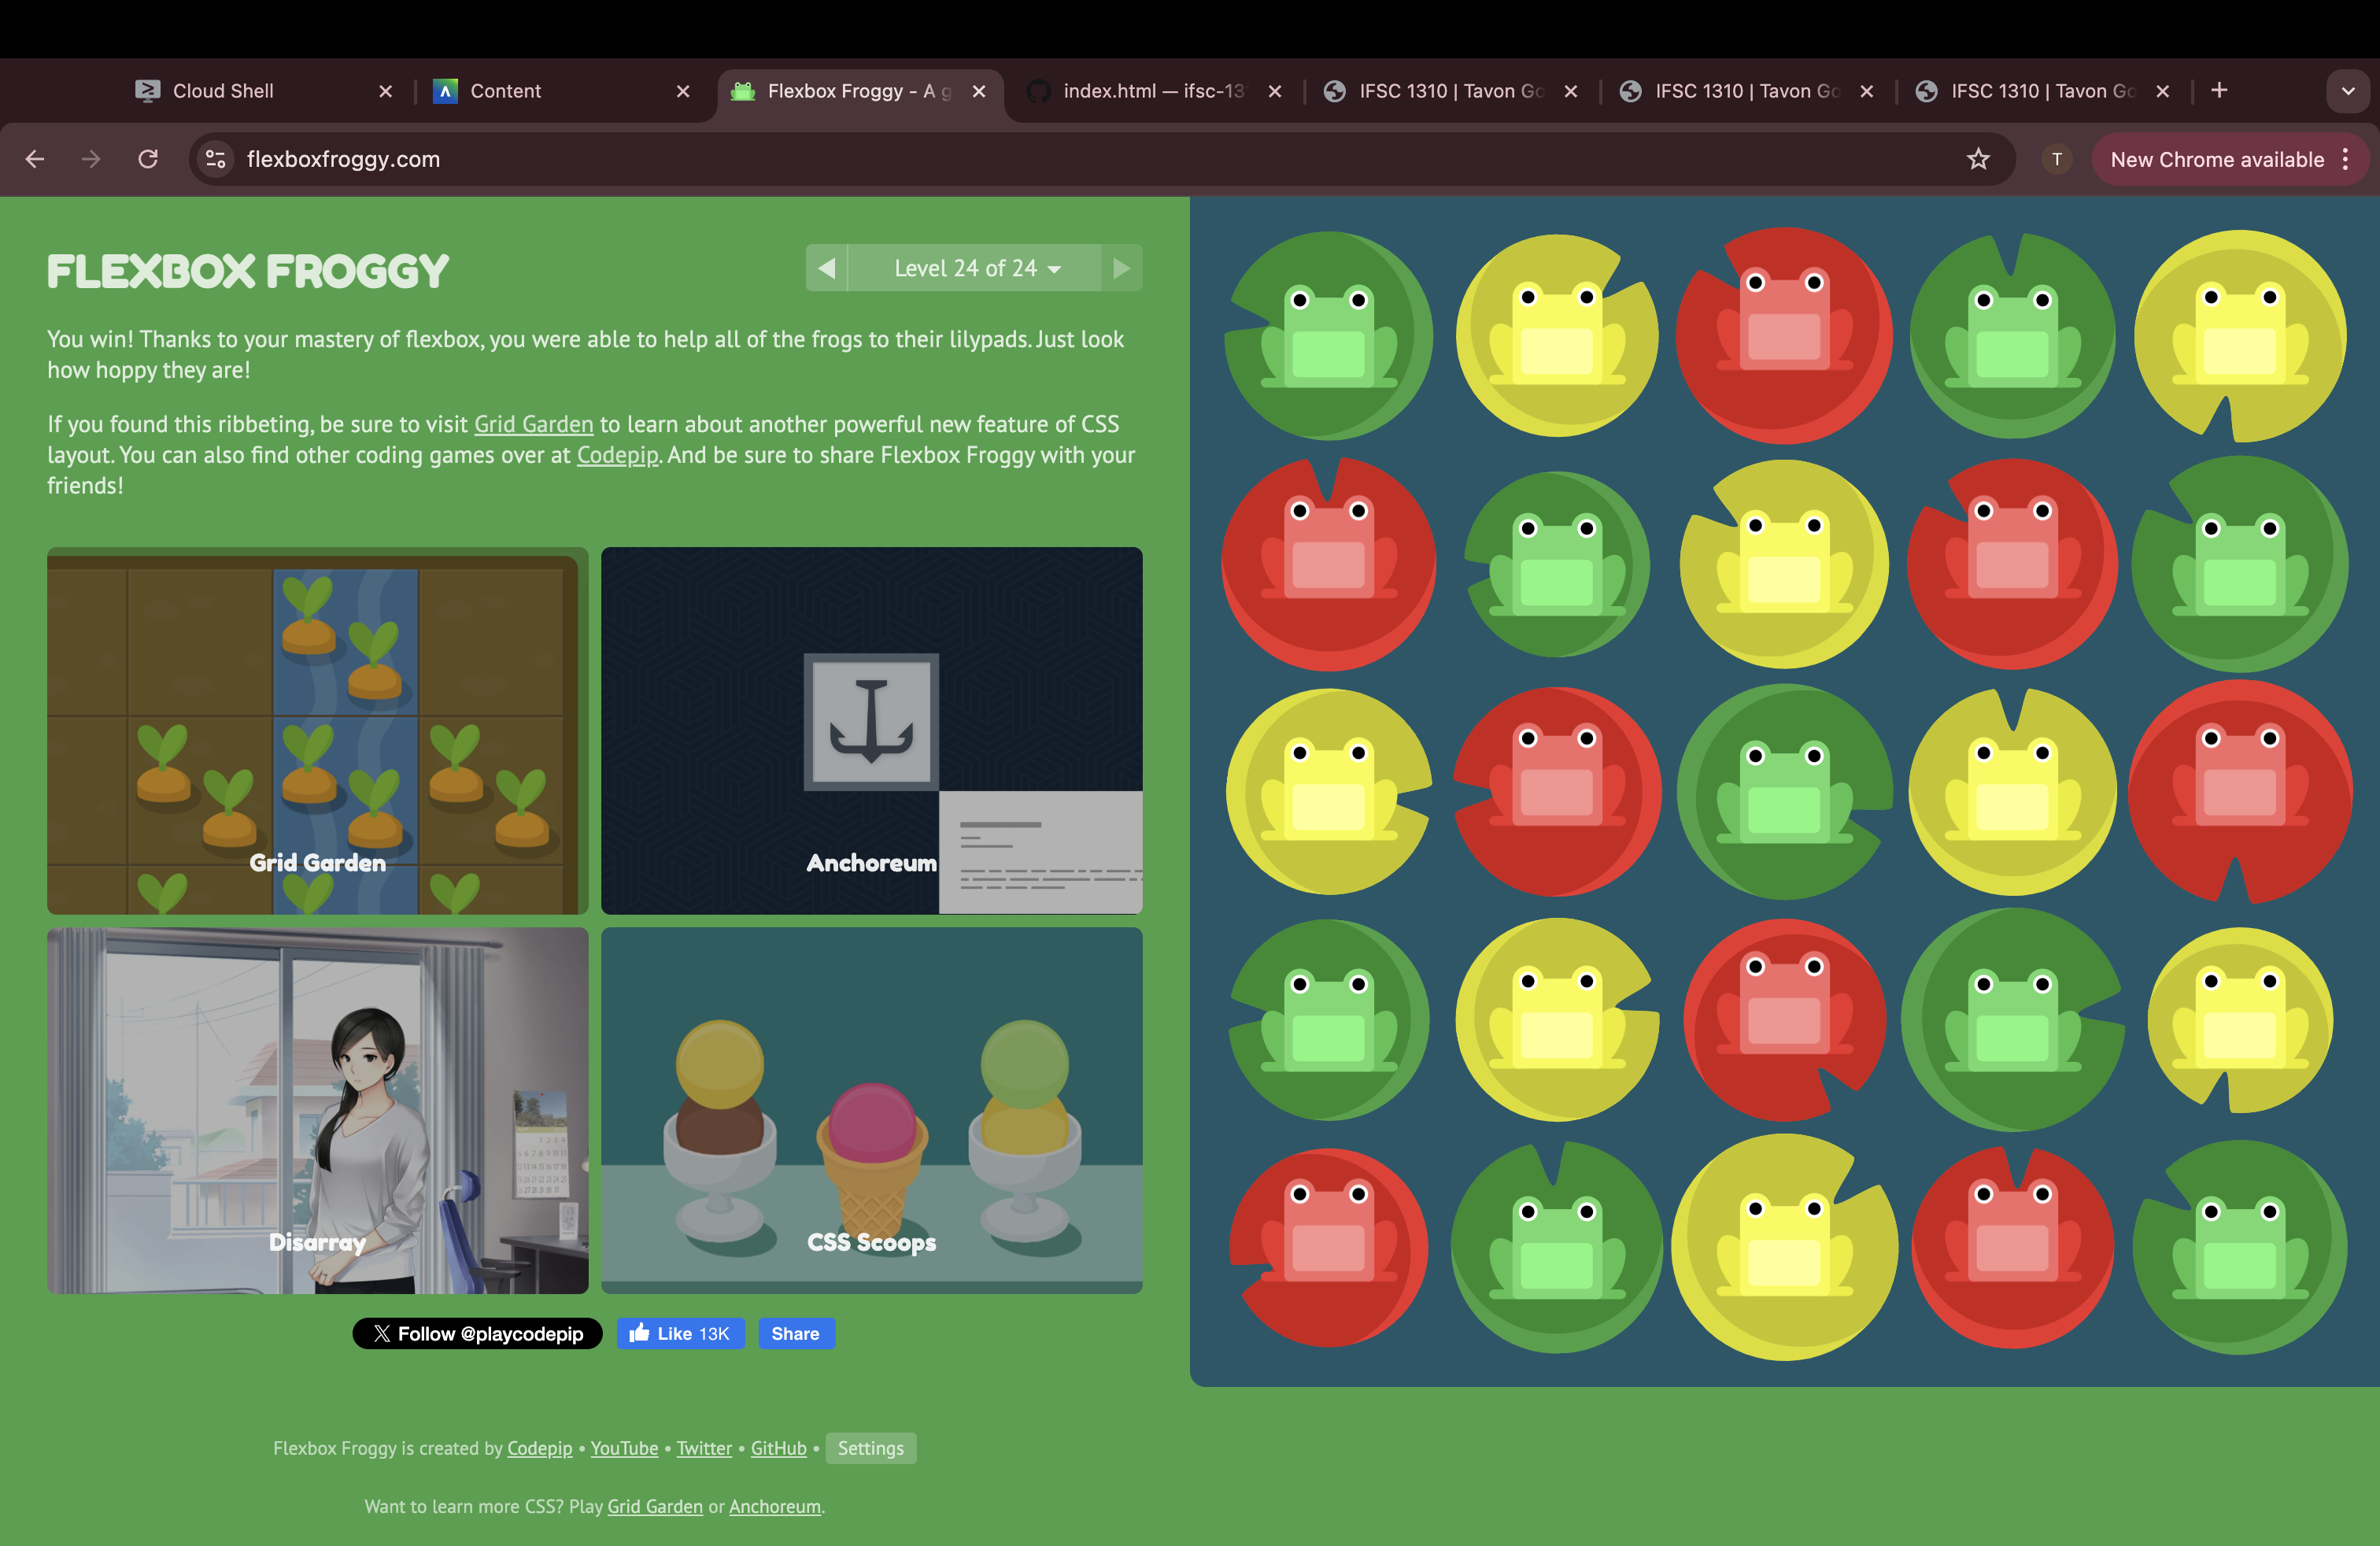 Cloud Shell
Content
Flexbox Froggy - A g
index.html — ifsc-13
IFSC 1310 | Tavon Go
IFSC 1310 | Tavon Go
IFSC 1310 | Tavon Go
flexboxfroggy.com
T
New Chrome available
FLEXBOX FROGGY
Level 24 of 24
You win! Thanks to your mastery of flexbox, you were able to help all of the frogs to their lilypads. Just look
how hoppy they are!
If you found this ribbeting, be sure to visit Grid Garden to learn about another powerful new feature of CSS
layout. You can also find other coding games over at Codepip. And be sure to share Flexbox Froggy with your
friends!
Grid Garden
Anchoreum
Disarray
CSS Scoops
Follow @playcodepip
Like 13K
Share
Flexbox Froggy is created by Codepip • YouTube • Twitter • GitHub • Settings
Want to learn more CSS? Play Grid Garden or Anchoreum.